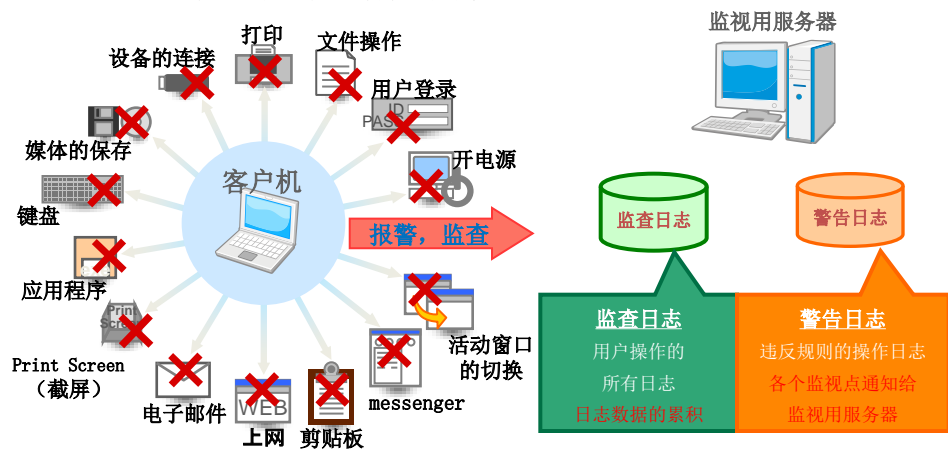 打印
文件操作
设备的连接
用户登录
ID
PASS
媒体的保存
开电源
客户机
键盘
报警，监查
应用程序
Print
Screen
Print Screen
（截屏）
活动窗口
的切换
电子邮件
messenger
WEB
上网
剪贴板
监视用服务器
监查日志
警告日志
监查日志
用户操作的
所有日志
日志数据的累积
警告日志
违反规则的操作日志
各个监视点通知给
监视用服务器